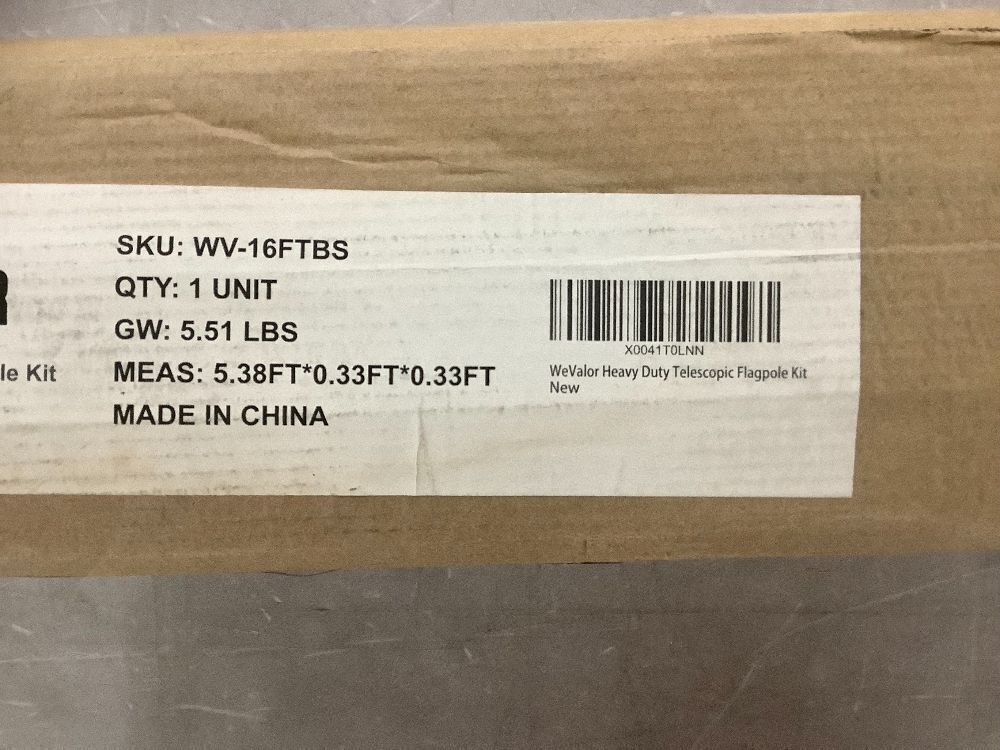 SKU: WV-16FTBS
QTY: 1 UNIT
GW: 5.51 LBS
MEAS: 5.38FT*0.33FT*0.33FT
MADE IN CHINA
R
le Kit
X0041T0LNN
WeValor Heavy Duty Telescopic Flagpole Kit
New